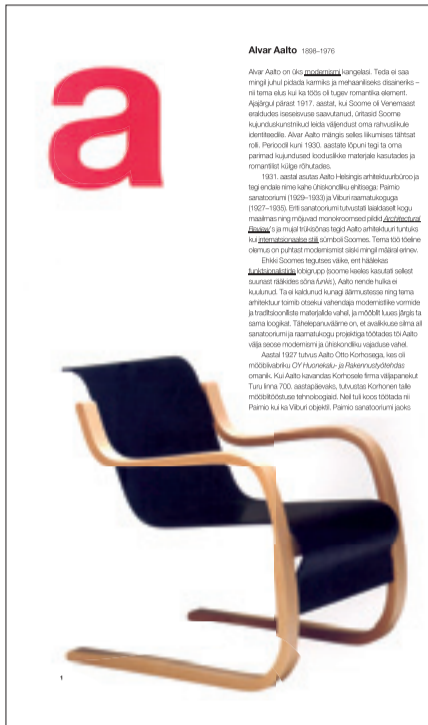 a
Alvar Aalto 1898–1976
Alvar Aalto on üks modernismi kangelasi. Teda ei saa
mingil juhul pidada karmiks ja mehaaniliseks disaineriks –
nii tema elus kui ka töös oli tugev romantika element.
Ajajärgul pärast 1917. aastat, kui Soome oli Venemaast
eraldudes iseseisvuse saavutanud, üritasid Soome
kujunduskunstnikud leida väljendust oma rahvuslikule
identiteedile. Alvar Aalto mängis selles liikumises tähtsat
rolli. Perioodil kuni 1930. aastate lõpuni tegi ta oma
parimad kujundused looduslikke materjale kasutades ja
romantilist külge rõhutades.
1931. aastal asutas Aalto Helsingis arhitektuuribüroo ja
tegi endale nime kahe ühiskondliku ehitisega: Paimio
sanatooriumi (1929–1933) ja Viiburi raamatukoguga
(1927–1935). Eriti sanatooriumi tutvustati laialdaselt kogu
maailmas ning mõjuvad monokroomsed pildid Architectural
Review's ja mujal trükisõnas tegid Aalto arhitektuuri tuntuks
kui internatsionaalse stiili sümboli Soomes. Tema töö tõeline
olemus on puhtast modernismist siiski mingil määral erinev.
Ehkki Soomes tegutses väike, ent häälekas
funktsionalistide lobigrupp (soome keeles kasutati sellest
suunast rääkides sõna funkis), Aalto nende hulka ei
kuulunud. Ta ei kaldunud kunagi äärmustesse ning tema
arhitektuur toimib otsekui vahendaja modernistlike vormide
ja traditsiooniliste materjalide vahel, ja mööblit luues järgis ta
sama loogikat. Tähelepanuväärne on, et avalikkuse silma all
sanatooriumi ja raamatukogu projektiga töötades tõi Aalto
välja seose modernismi ja ühiskondliku vajaduse vahel.
Aastal 1927 tutvus Aalto Otto Korhosega, kes oli
mööblivabriku OY Huonekalu- ja Rakennustyötehdas
omanik. Kui Aalto kavandas Korhosele firma väljapanekut
Turu linna 700. aastapäevaks, tutvustas Korhonen talle
mööblitööstuse tehnoloogiaid. Neil tuli koos töötada nii
Paimio kui ka Viiburi objektil. Paimio sanatooriumi jaoks
1